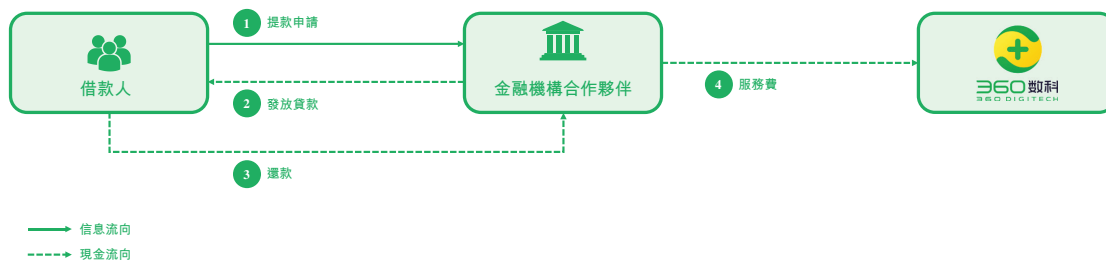 1 提款申請
借款人
金融機構合作夥伴
360数科
360 DIGITECH
2 發放貸款
4 服務費
3 還款
信息流向
現金流向